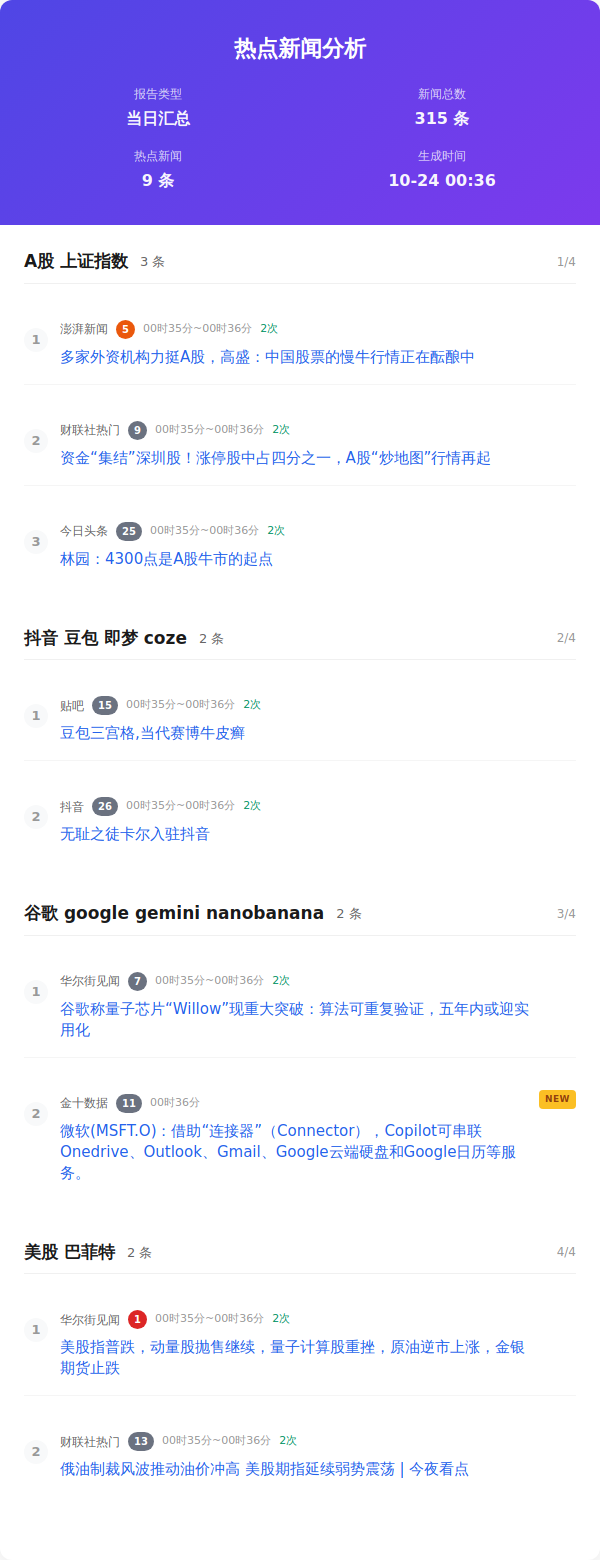 热点新闻分析
报告类型
当日汇总
新闻总数
315 条
热点新闻
9 条
生成时间
10-24 00:36
A股 上证指数 3 条 1/4
1
澎湃新闻 5 00时35分~00时36分 2次
多家外资机构力挺A股，高盛：中国股票的慢牛行情正在酝酿中
2
财联社热门 9 00时35分~00时36分 2次
资金“集结”深圳股！涨停股中占四分之一，A股“炒地图”行情再起
3
今日头条 25 00时35分~00时36分 2次
林园：4300点是A股牛市的起点
抖音 豆包 即梦 coze 2 条 2/4
1
贴吧 15 00时35分~00时36分 2次
豆包三宫格,当代赛博牛皮癣
2
抖音 26 00时35分~00时36分 2次
无耻之徒卡尔入驻抖音
谷歌 google gemini nanobanana 2 条 3/4
1
华尔街见闻 7 00时35分~00时36分 2次
谷歌称量子芯片“Willow”现重大突破：算法可重复验证，五年内或迎实
用化
2
金十数据 11 00时36分 NEW
微软(MSFT.O)：借助“连接器”（Connector），Copilot可串联
Onedrive、Outlook、Gmail、Google云端硬盘和Google日历等服
务。
美股 巴菲特 2 条 4/4
1
华尔街见闻 1 00时35分~00时36分 2次
美股指普跌，动量股抛售继续，量子计算股重挫，原油逆市上涨，金银
期货止跌
2
财联社热门 13 00时35分~00时36分 2次
俄油制裁风波推动油价冲高 美股期指延续弱势震荡 | 今夜看点